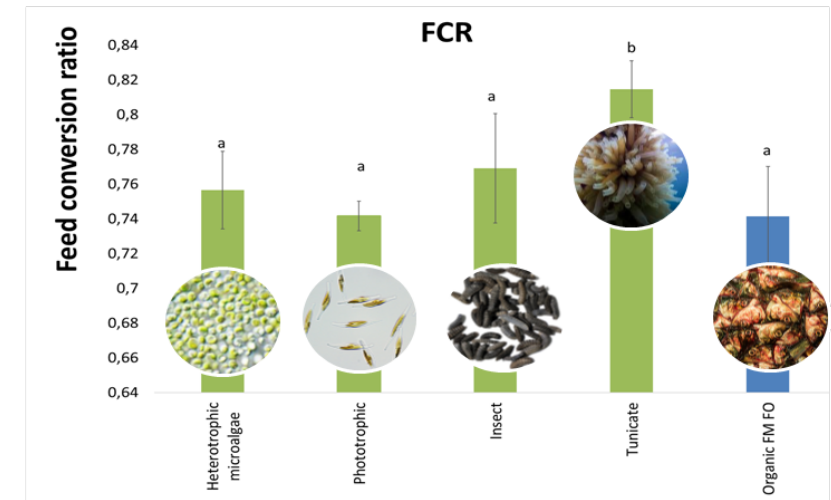 FCR
Feed conversion ratio
0,84
0,82
0,8
0,78
0,76
0,74
0,72
0,7
0,68
0,66
0,64
a
a
a
b
a
Heterotrophic
microalgae
Phototrophic
Insect
Tunicate
Organic FM FO